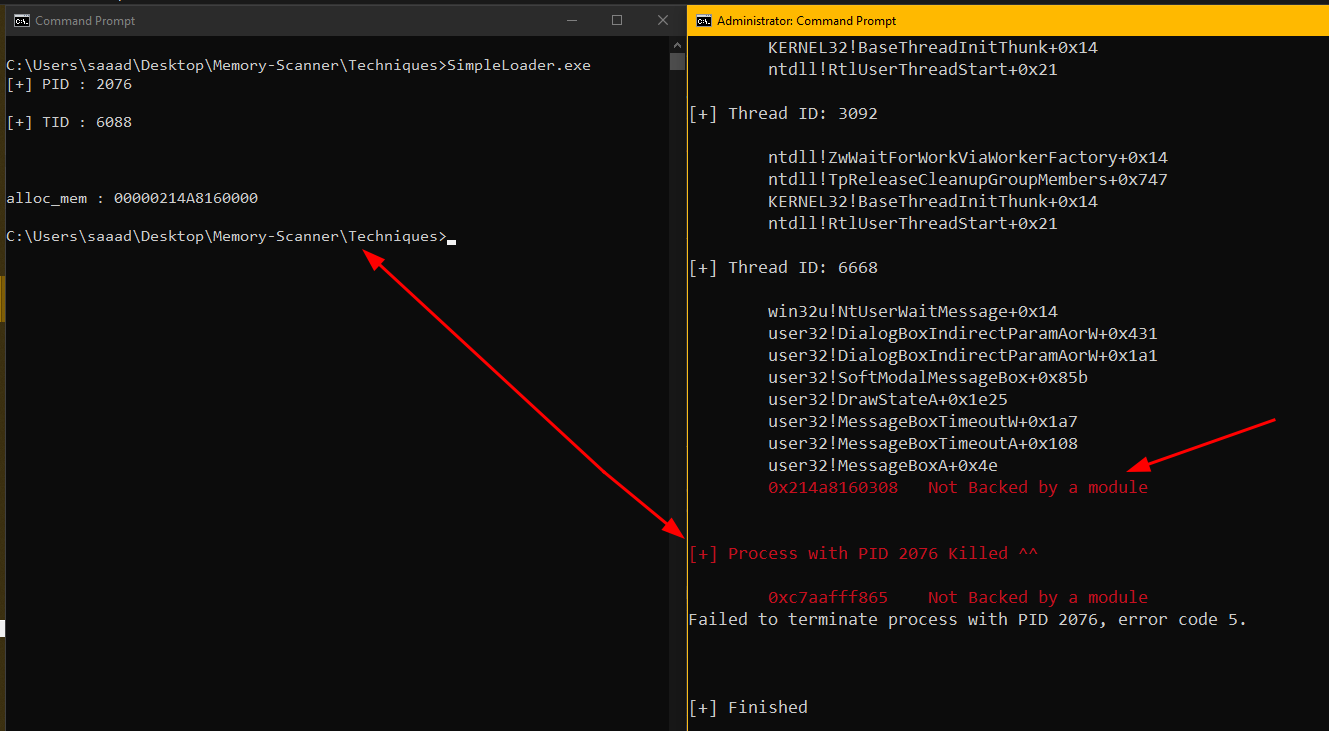 Command Prompt
C:\Users\saaad\Desktop\Memory-Scanner\Techniques>SimpleLoader.exe
[+] PID : 2076
[+] TID : 6088
alloc_mem : 00000214A8160000
C:\Users\saaad\Desktop\Memory-Scanner\Techniques>
Administrator: Command Prompt
KERNEL32!BaseThreadInitThunk+0x14
ntdll!RtlUserThreadStart+0x21
[+] Thread ID: 3092
ntdll!ZwWaitForWorkViaWorkerFactory+0x14
ntdll!TpReleaseCleanupGroupMembers+0x747
KERNEL32!BaseThreadInitThunk+0x14
ntdll!RtlUserThreadStart+0x21
[+] Thread ID: 6668
win32u!NtUserWaitMessage+0x14
user32!DialogBoxIndirectParamAorW+0x431
user32!DialogBoxIndirectParamAorW+0x1a1
user32!SoftModalMessageBox+0x85b
user32!DrawStateA+0x1e25
user32!MessageBoxTimeoutW+0x1a7
user32!MessageBoxTimeoutA+0x108
user32!MessageBoxA+0x4e
0x214a8160308 Not Backed by a module
[+] Process with PID 2076 Killed ^^
0xc7aafff865 Not Backed by a module
Failed to terminate process with PID 2076, error code 5.
[+] Finished